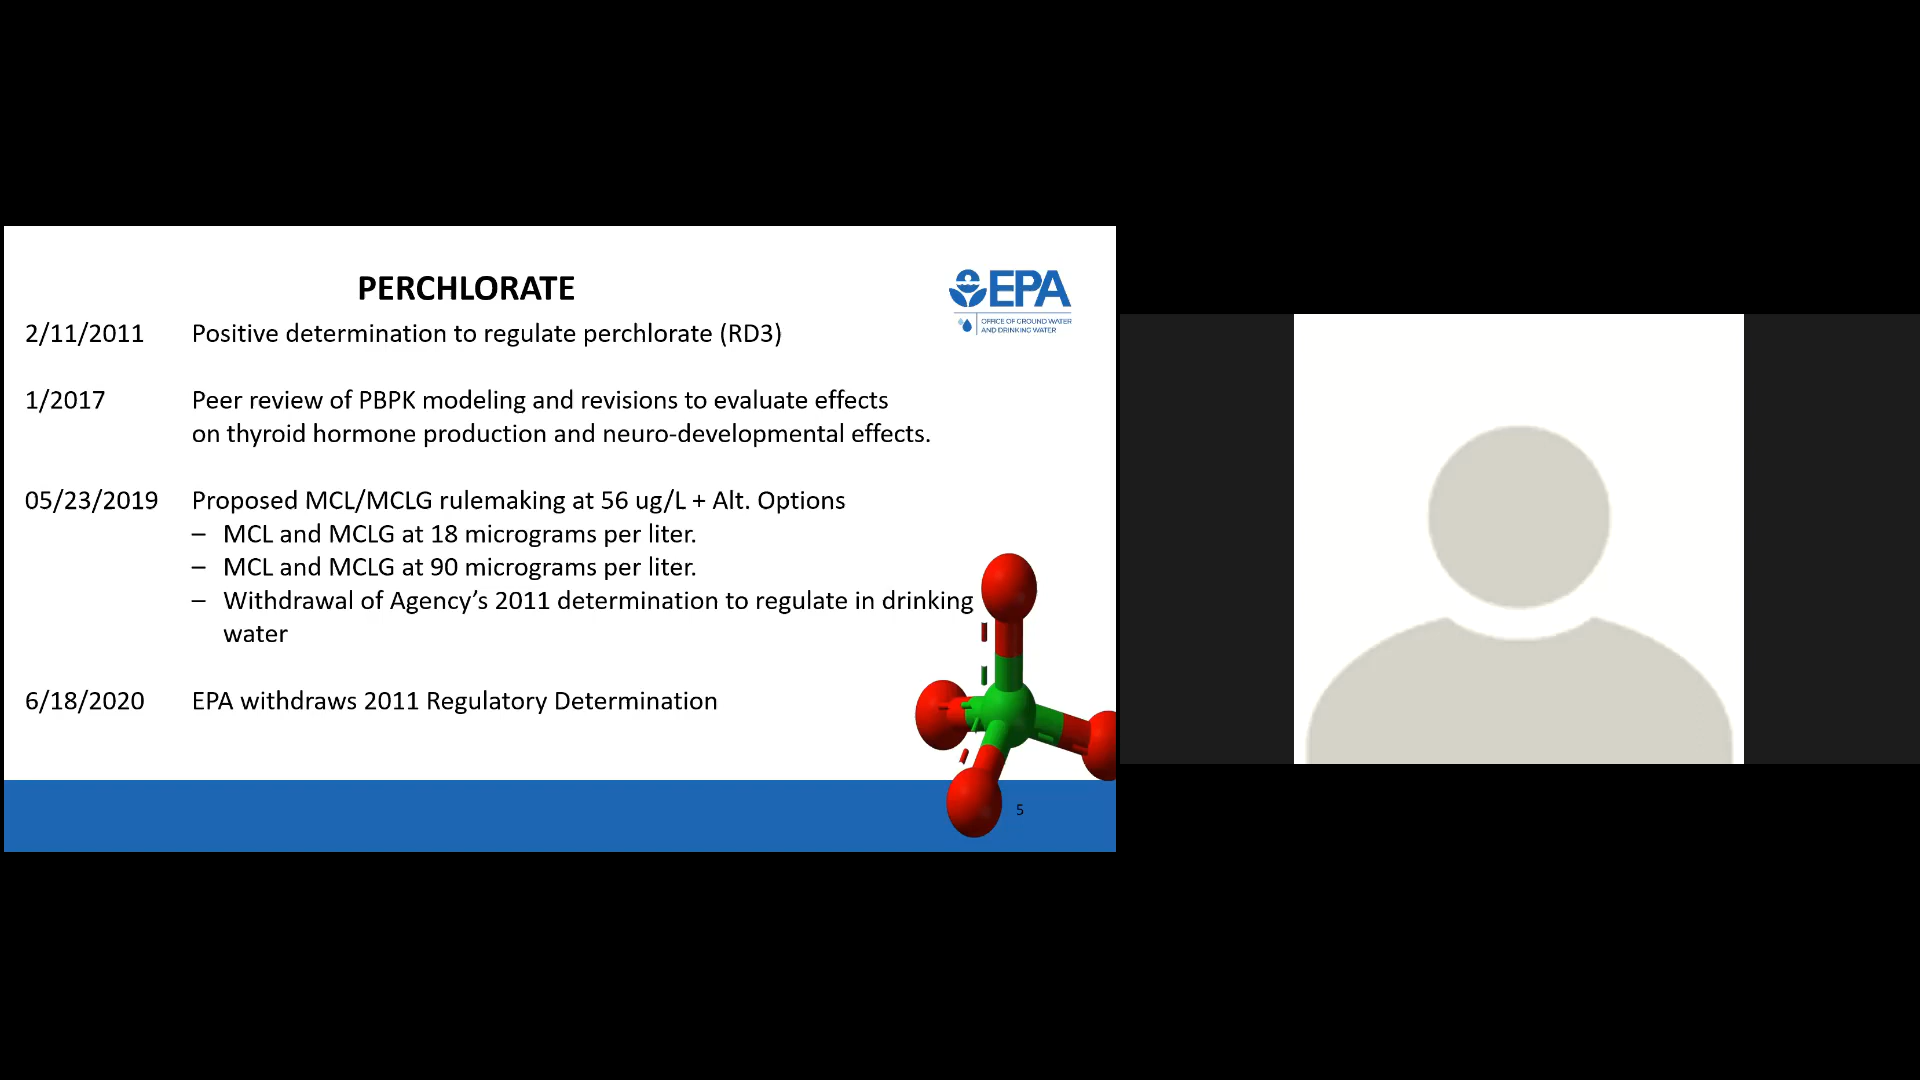 PERCHLORATE
EPA
OFFICE OF GROUND WATER
AND DRINKING WATER
2/11/2011 Positive determination to regulate perchlorate (RD3)
1/2017 Peer review of PBPK modeling and revisions to evaluate effects
on thyroid hormone production and neuro-developmental effects.
05/23/2019 Proposed MCL/MCLG rulemaking at 56 ug/L + Alt. Options
– MCL and MCLG at 18 micrograms per liter.
– MCL and MCLG at 90 micrograms per liter.
– Withdrawal of Agency’s 2011 determination to regulate in drinking
water
6/18/2020 EPA withdraws 2011 Regulatory Determination
5